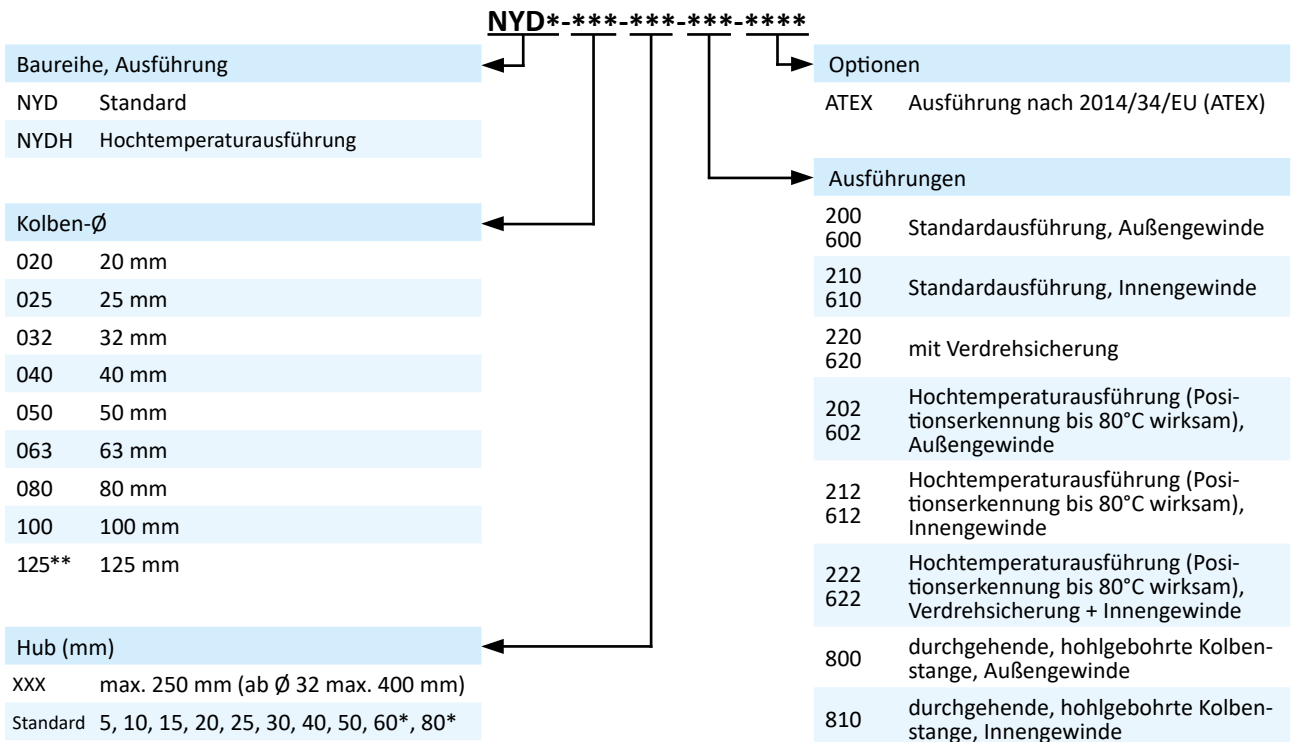 NYD*-***-***-***-****
Baureihe, Ausführung
NYD Standard
NYDH Hochtemperaturausführung
Kolben-Ø
020 20 mm
025 25 mm
032 32 mm
040 40 mm
050 50 mm
063 63 mm
080 80 mm
100 100 mm
125** 125 mm
Hub (mm)
XXX max. 250 mm (ab Ø 32 max. 400 mm)
Standard 5, 10, 15, 20, 25, 30, 40, 50, 60*, 80*
Optionen
ATEX Ausführung nach 2014/34/EU (ATEX)
Ausführungen
200
600
Standardausführung, Außengewinde
210
610
Standardausführung, Innengewinde
220
620
mit Verdrehsicherung
202
602
Hochtemperaturausführung (Posi-
tionserkennung bis 80°C wirksam),
Außengewinde
212
612
Hochtemperaturausführung (Posi-
tionserkennung bis 80°C wirksam),
Innengewinde
222
622
Hochtemperaturausführung (Posi-
tionserkennung bis 80°C wirksam),
Verdrehsicherung + Innengewinde
800
durchgehende, hohlgebohrte Kolben-
stange, Außengewinde
810
durchgehende, hohlgebohrte Kolben-
stange, Innengewinde